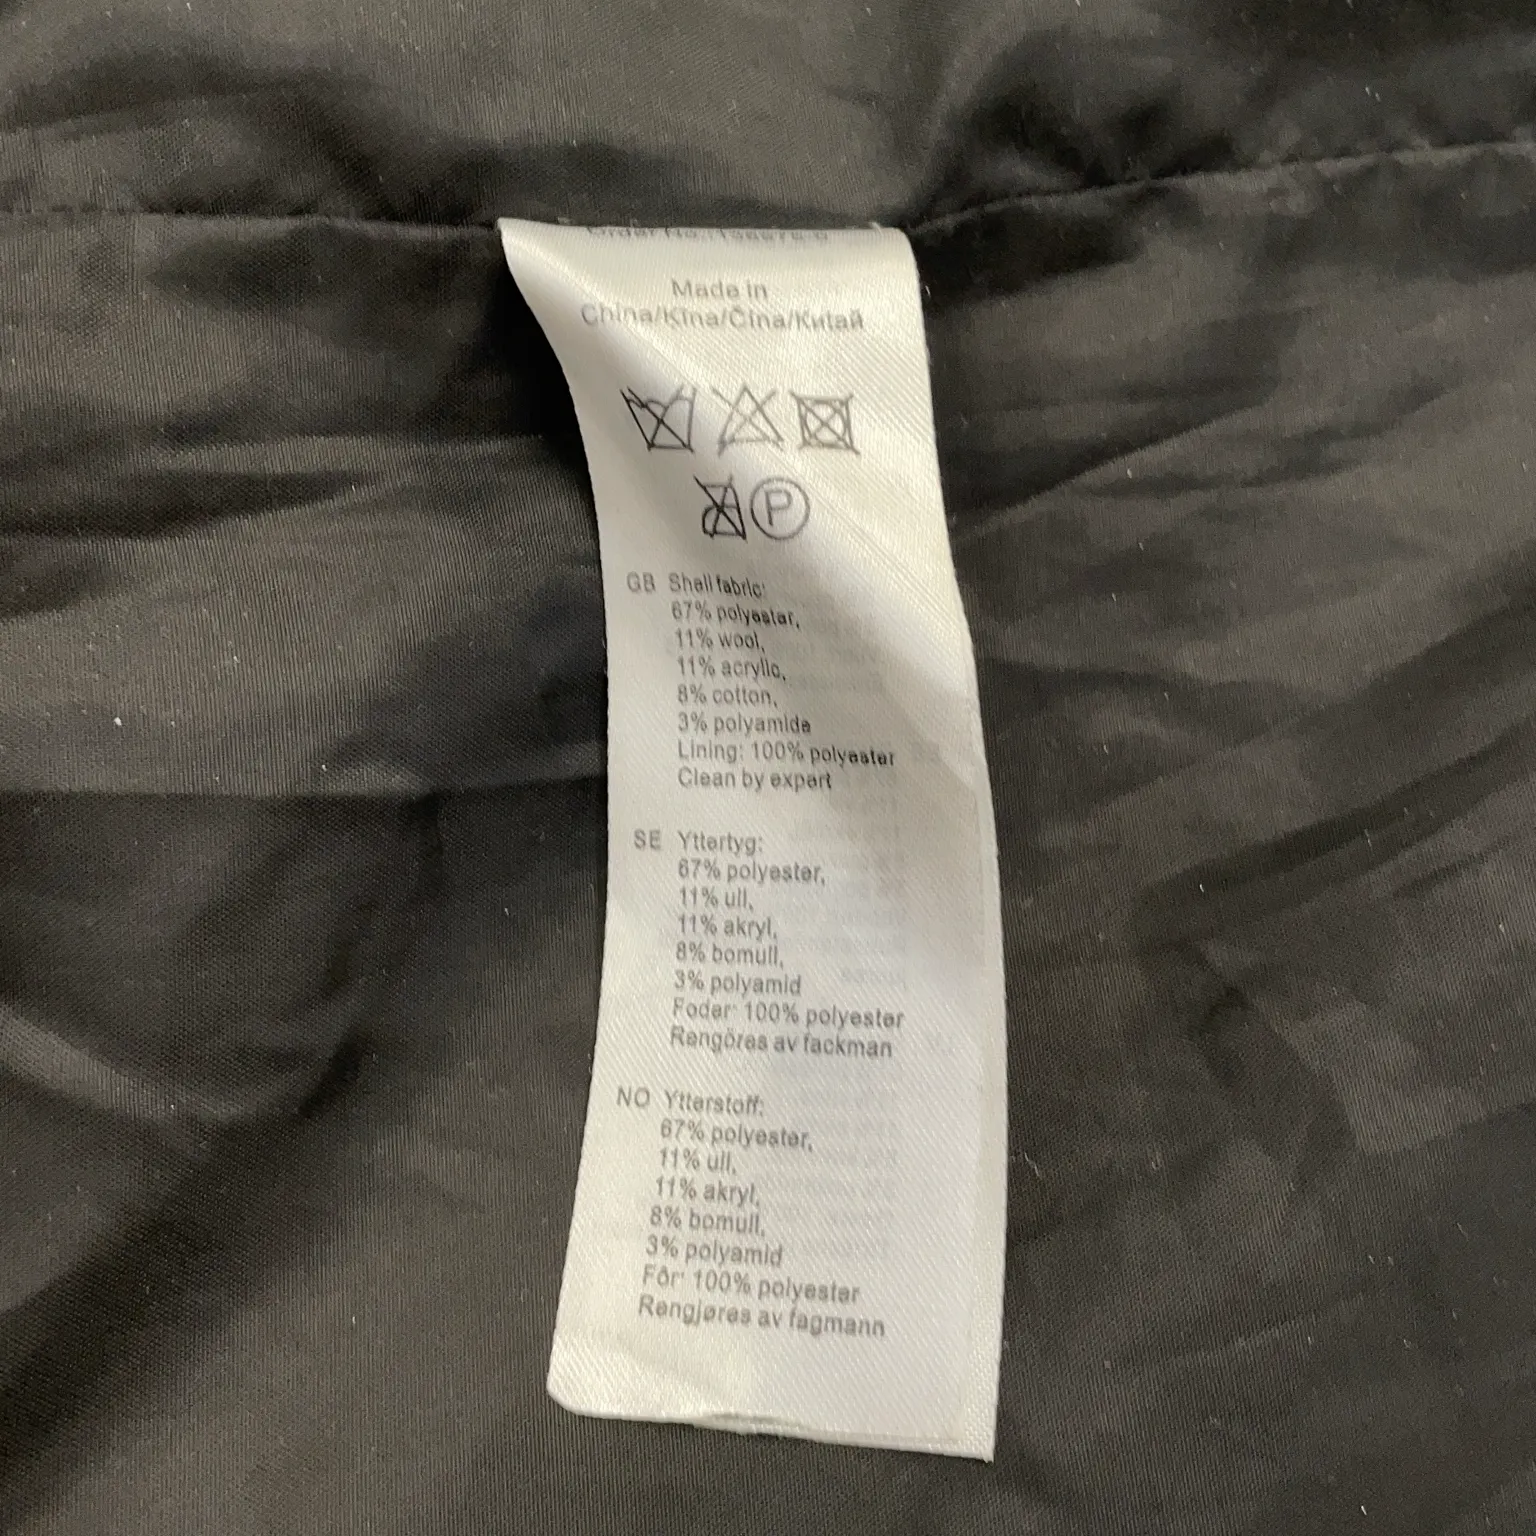 Made in
China/Kina/Čina/Китай
P
GB Shell fabric:
67% polyester,
11% wool,
11% acrylic,
8% cotton,
3% polyamide
Lining: 100% polyester
Clean by expert
SE Yttertyg:
67% polyester,
11% ull,
11% akryl,
8% bomull,
3% polyamid
Foder: 100% polyester
Rengöres av fackman
NO Ytterstoff:
67% polyester,
11% ull,
11% akryl,
8% bomull,
3% polyamid
Fôr: 100% polyester
Rengjøres av fagmann